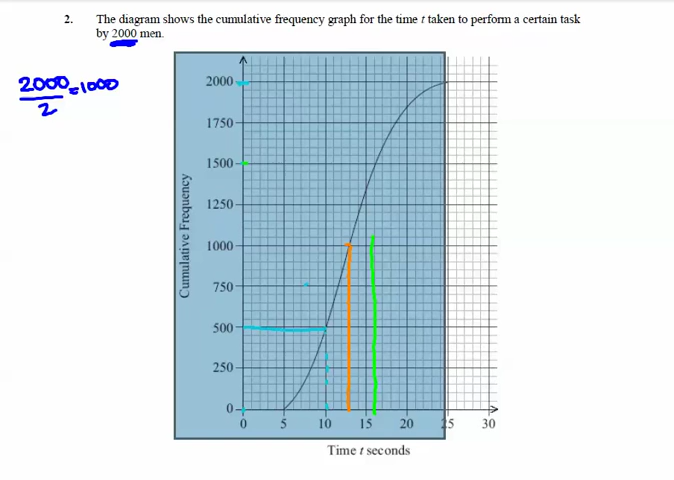 2. The diagram shows the cumulative frequency graph for the time t taken to perform a certain task
by 2000 men.
2000/2 = 1000
2000
1750
1500
1250
1000
750
500
250
0
Cumulative Frequency
0 5 10 15 20 25 30
Time t seconds